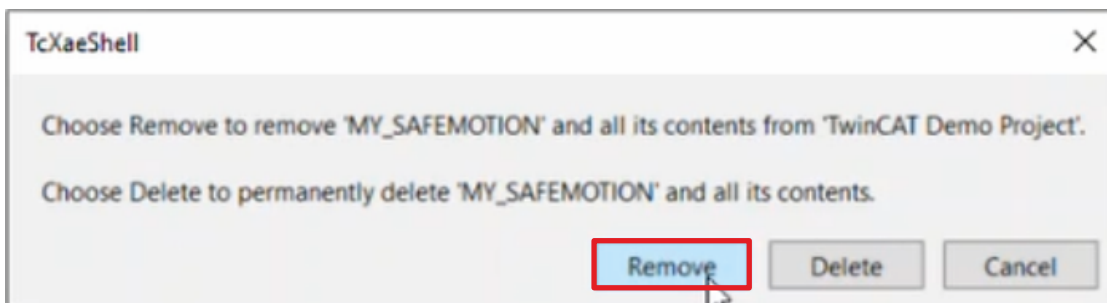 TcXaeShell
Choose Remove to remove 'MY_SAFEMOTION' and all its contents from 'TwinCAT Demo Project'.
Choose Delete to permanently delete 'MY_SAFEMOTION' and all its contents.
Remove Delete Cancel